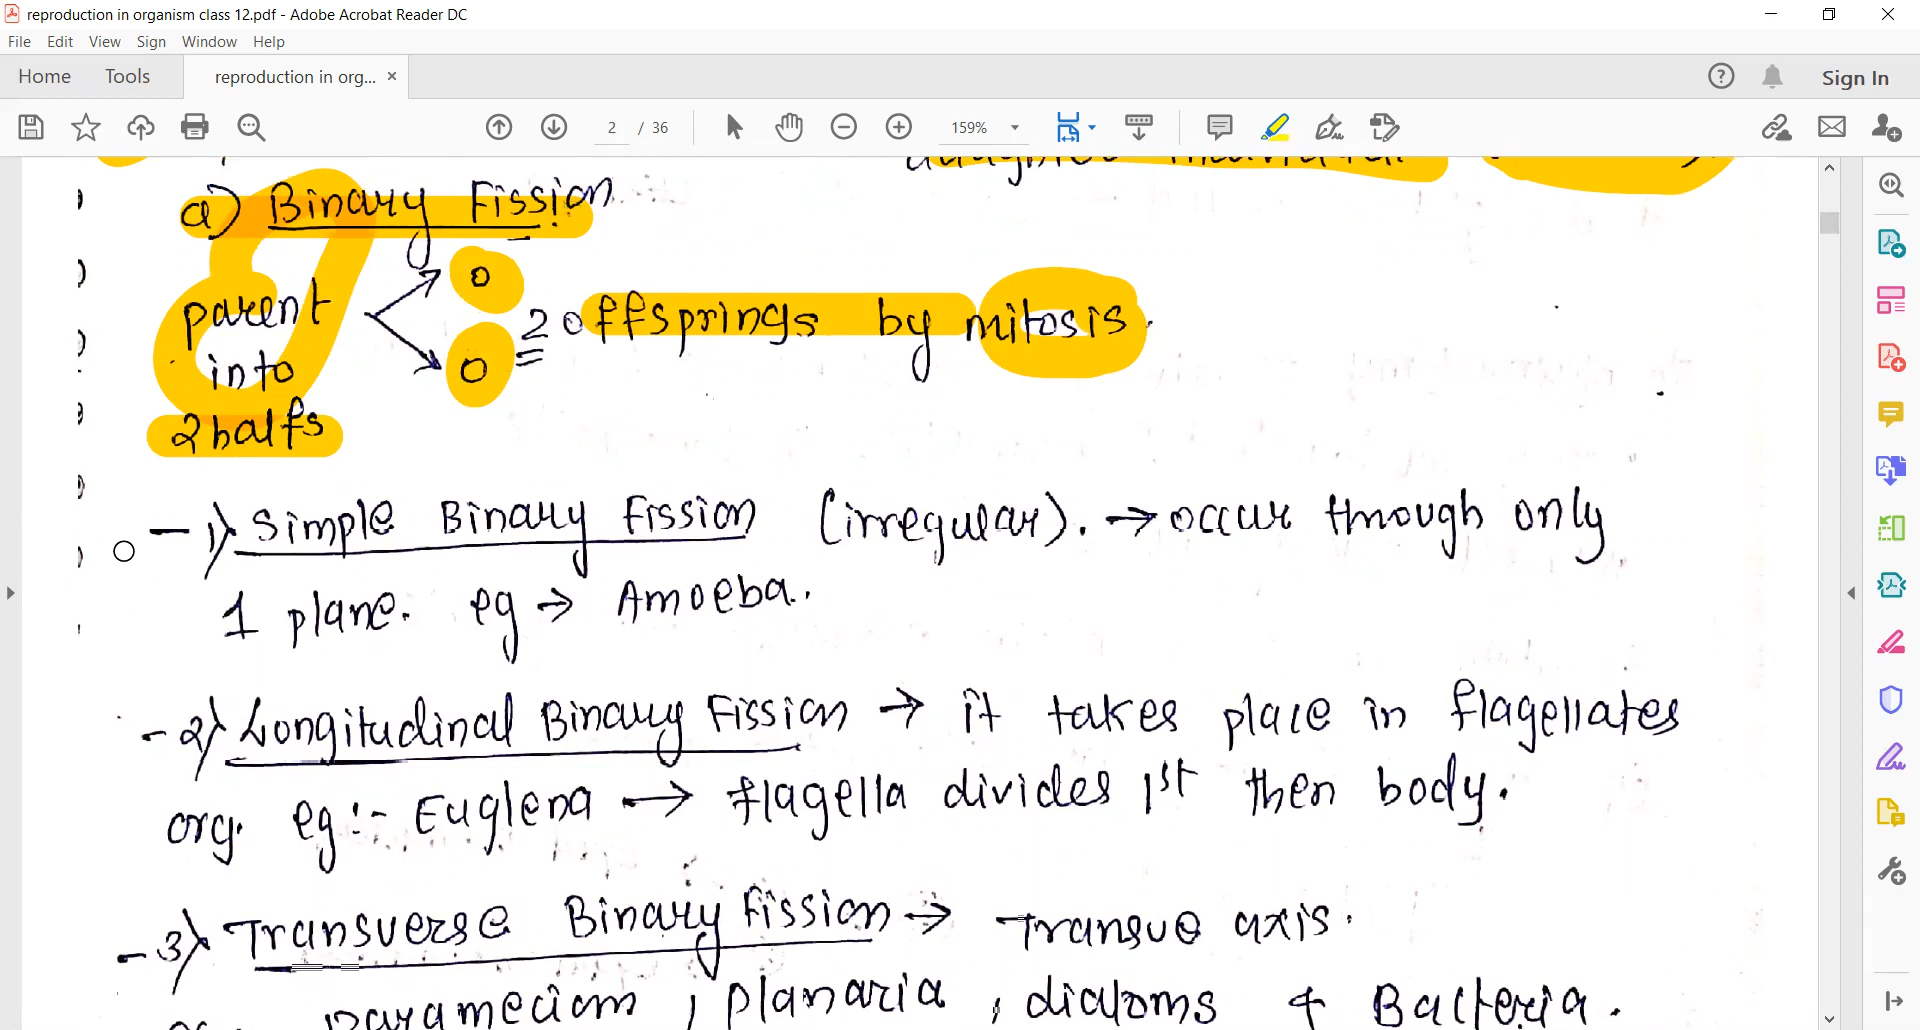 reproduction in organism class 12.pdf - Adobe Acrobat Reader DC
File Edit View Sign Window Help
Home Tools reproduction in org... × Sign In
2 / 36 159%
a) Binary Fission
parent
into
2 halfs
0
0
2 offsprings by mitosis.
- 1) Simple Binary Fission (irregular). → occur through only
1 plane. eg → Amoeba.
- 2) Longitudinal Binary Fission → it takes place in flagellates
org. eg :- Euglena → flagella divides 1st then body.
- 3) Transverse Binary Fission → Transve axis.
paramecium , planaria , diatoms & Bacteria.